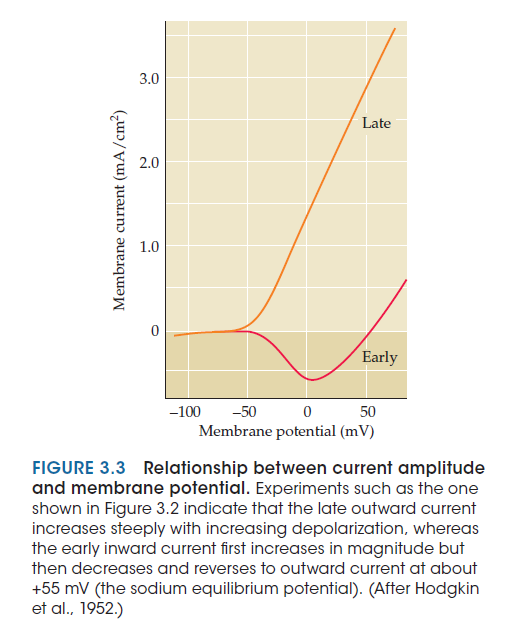 3.0
Late
2.0
Membrane current (mA/cm²)
1.0
0
Early
–100 –50 0 50
Membrane potential (mV)
FIGURE 3.3 Relationship between current amplitude
and membrane potential. Experiments such as the one
shown in Figure 3.2 indicate that the late outward current
increases steeply with increasing depolarization, whereas
the early inward current first increases in magnitude but
then decreases and reverses to outward current at about
+55 mV (the sodium equilibrium potential). (After Hodgkin
et al., 1952.)